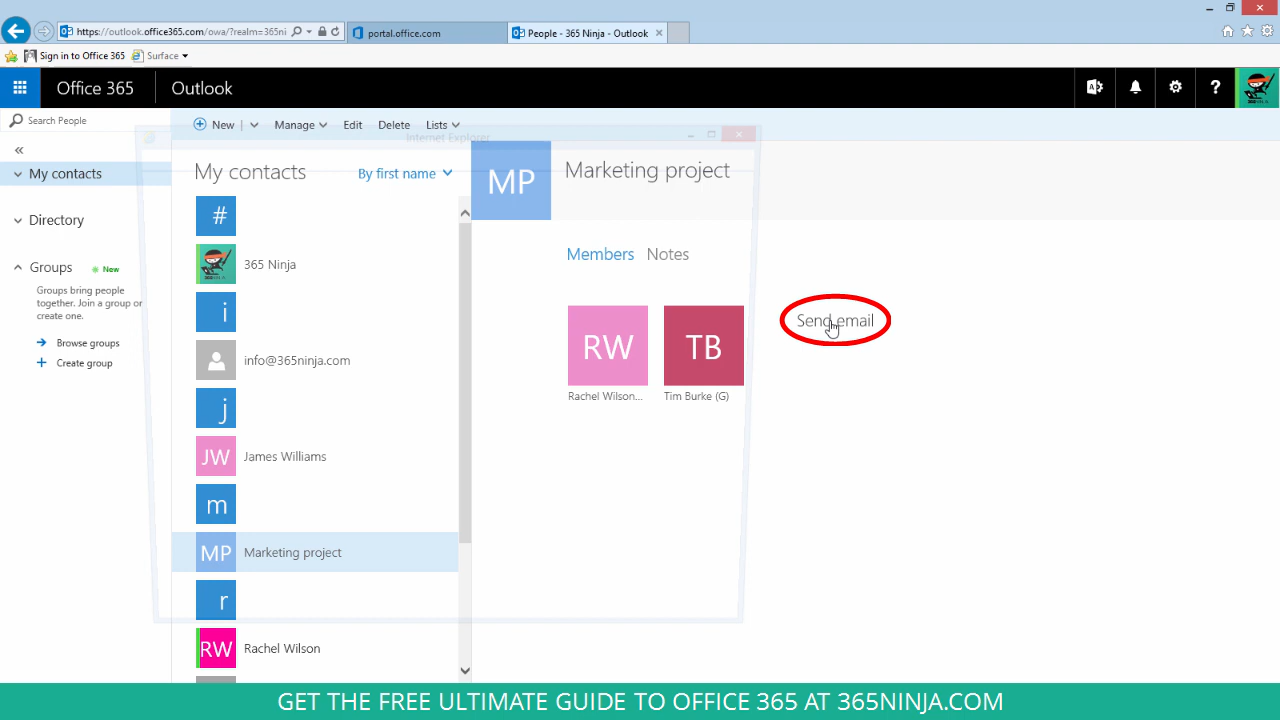 https://outlook.office365.com/owa/?realm=365ni
portal.office.com
People - 365 Ninja - Outlook
Sign in to Office 365
Surface
Office 365
Outlook
A
?
Search People
New
Manage
Edit
Delete
Lists
Internet Explorer
«
My contacts
Directory
Groups
New
Groups bring people
together. Join a group or
create one.
Browse groups
Create group
My contacts
By first name
#
365 Ninja
i
info@365ninja.com
j
JW
James Williams
m
MP
Marketing project
r
RW
Rachel Wilson
MP
Marketing project
Members
Notes
RW
Rachel Wilson...
TB
Tim Burke (G)
Send email
GET THE FREE ULTIMATE GUIDE TO OFFICE 365 AT 365NINJA.COM